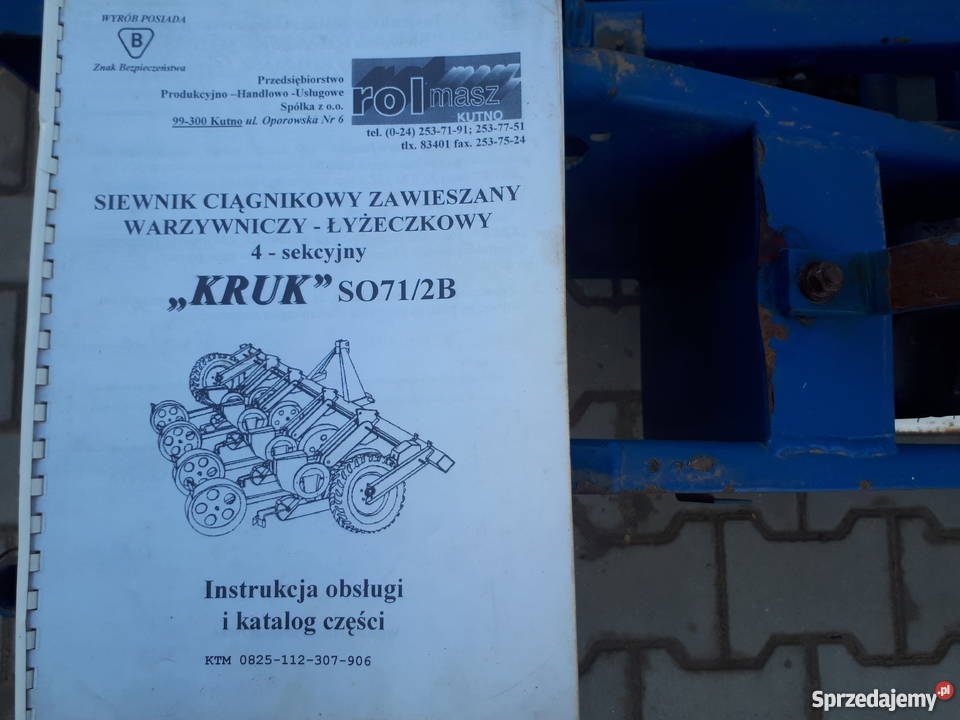 WYRÓB POSIADA
B
Znak Bezpieczeństwa
Przedsiębiorstwo
Produkcyjno –Handlowo -Usługowe
Spółka z o.o.
99-300 Kutno ul. Oporowska Nr 6
rol masz
KUTNO
tel. (0-24) 253-71-91; 253-77-51
tlx. 83401 fax. 253-75-24
SIEWNIK CIĄGNIKOWY ZAWIESZANY
WARZYWNICZY - ŁYŻECZKOWY
4 - sekcyjny
„KRUK” SO71/2B
Instrukcja obsługi
i katalog części
KTM 0825-112-307-906
Sprzedajemy.pl